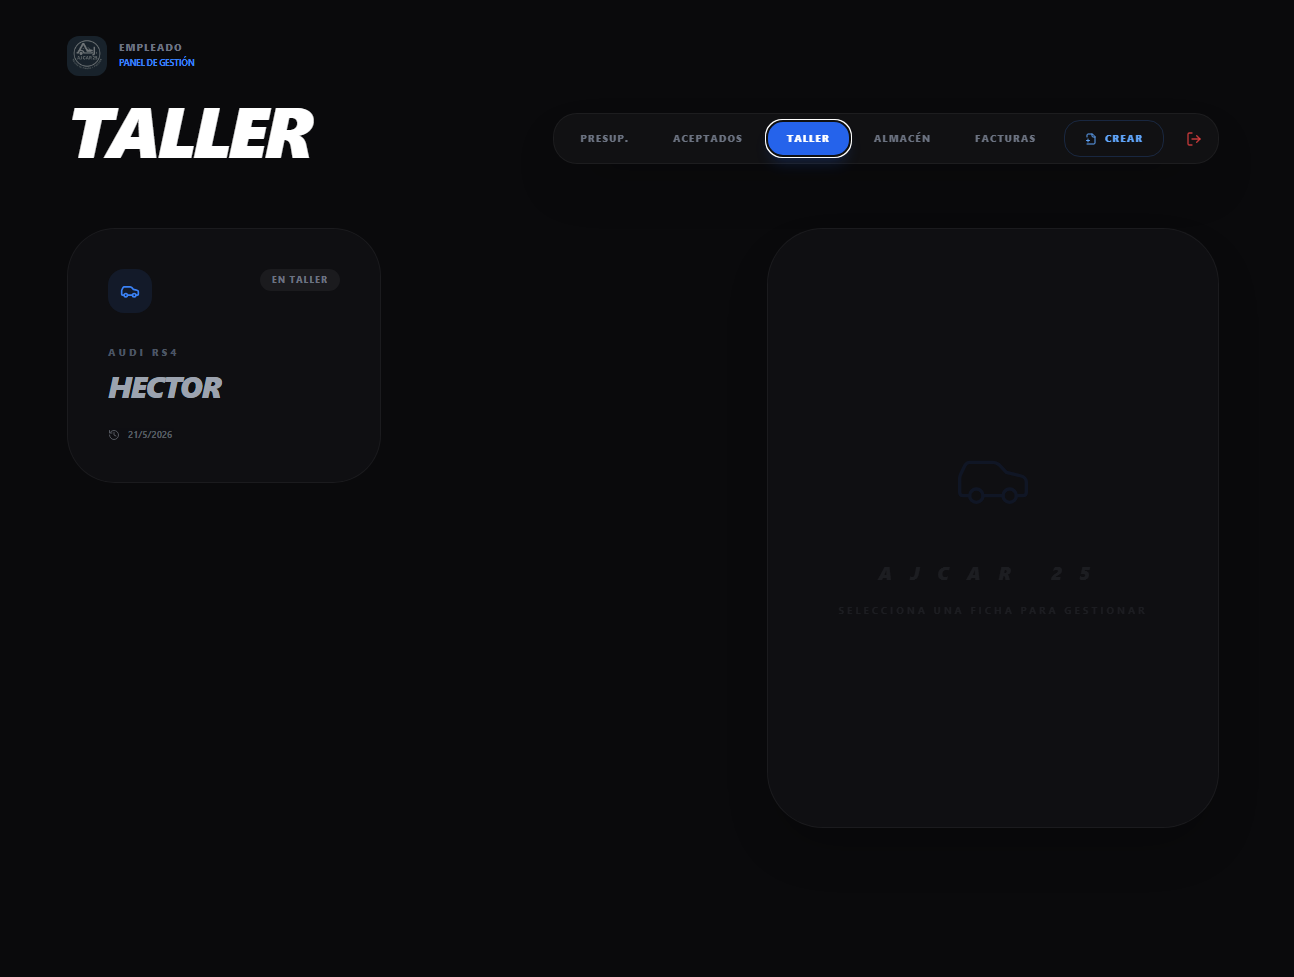 EMPLEADO
PANEL DE GESTIÓN
TALLER
PRESUP.
ACEPTADOS
TALLER
ALMACÉN
FACTURAS
CREAR
EN TALLER
AUDI RS4
HECTOR
21/5/2026
AJCAR 25
SELECCIONA UNA FICHA PARA GESTIONAR